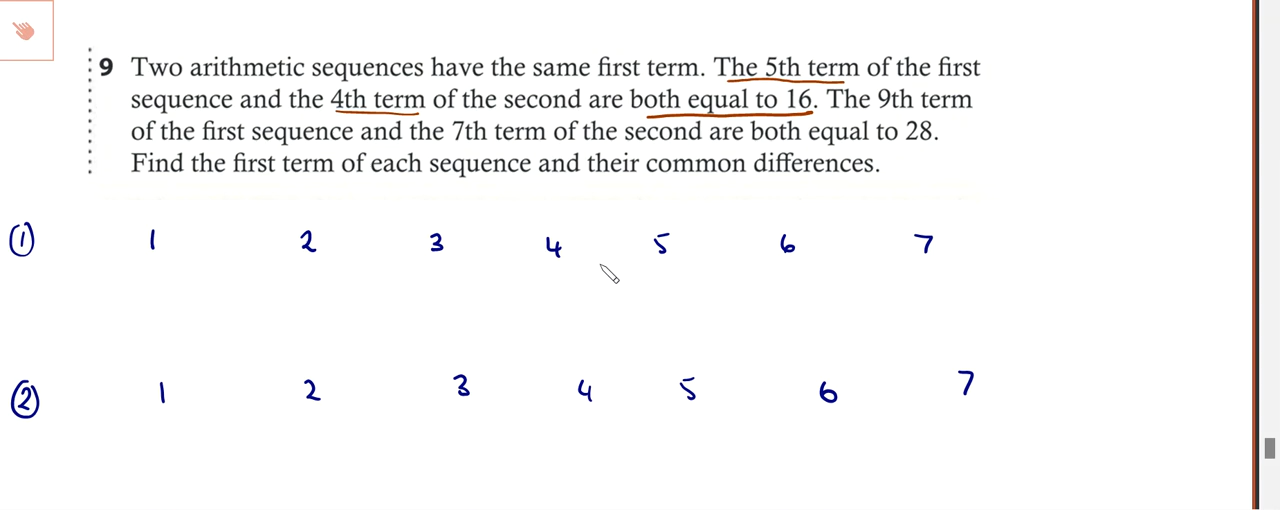 9 Two arithmetic sequences have the same first term. The 5th term of the first
sequence and the 4th term of the second are both equal to 16. The 9th term
of the first sequence and the 7th term of the second are both equal to 28.
Find the first term of each sequence and their common differences.
① 1 2 3 4 5 6 7
② 1 2 3 4 5 6 7